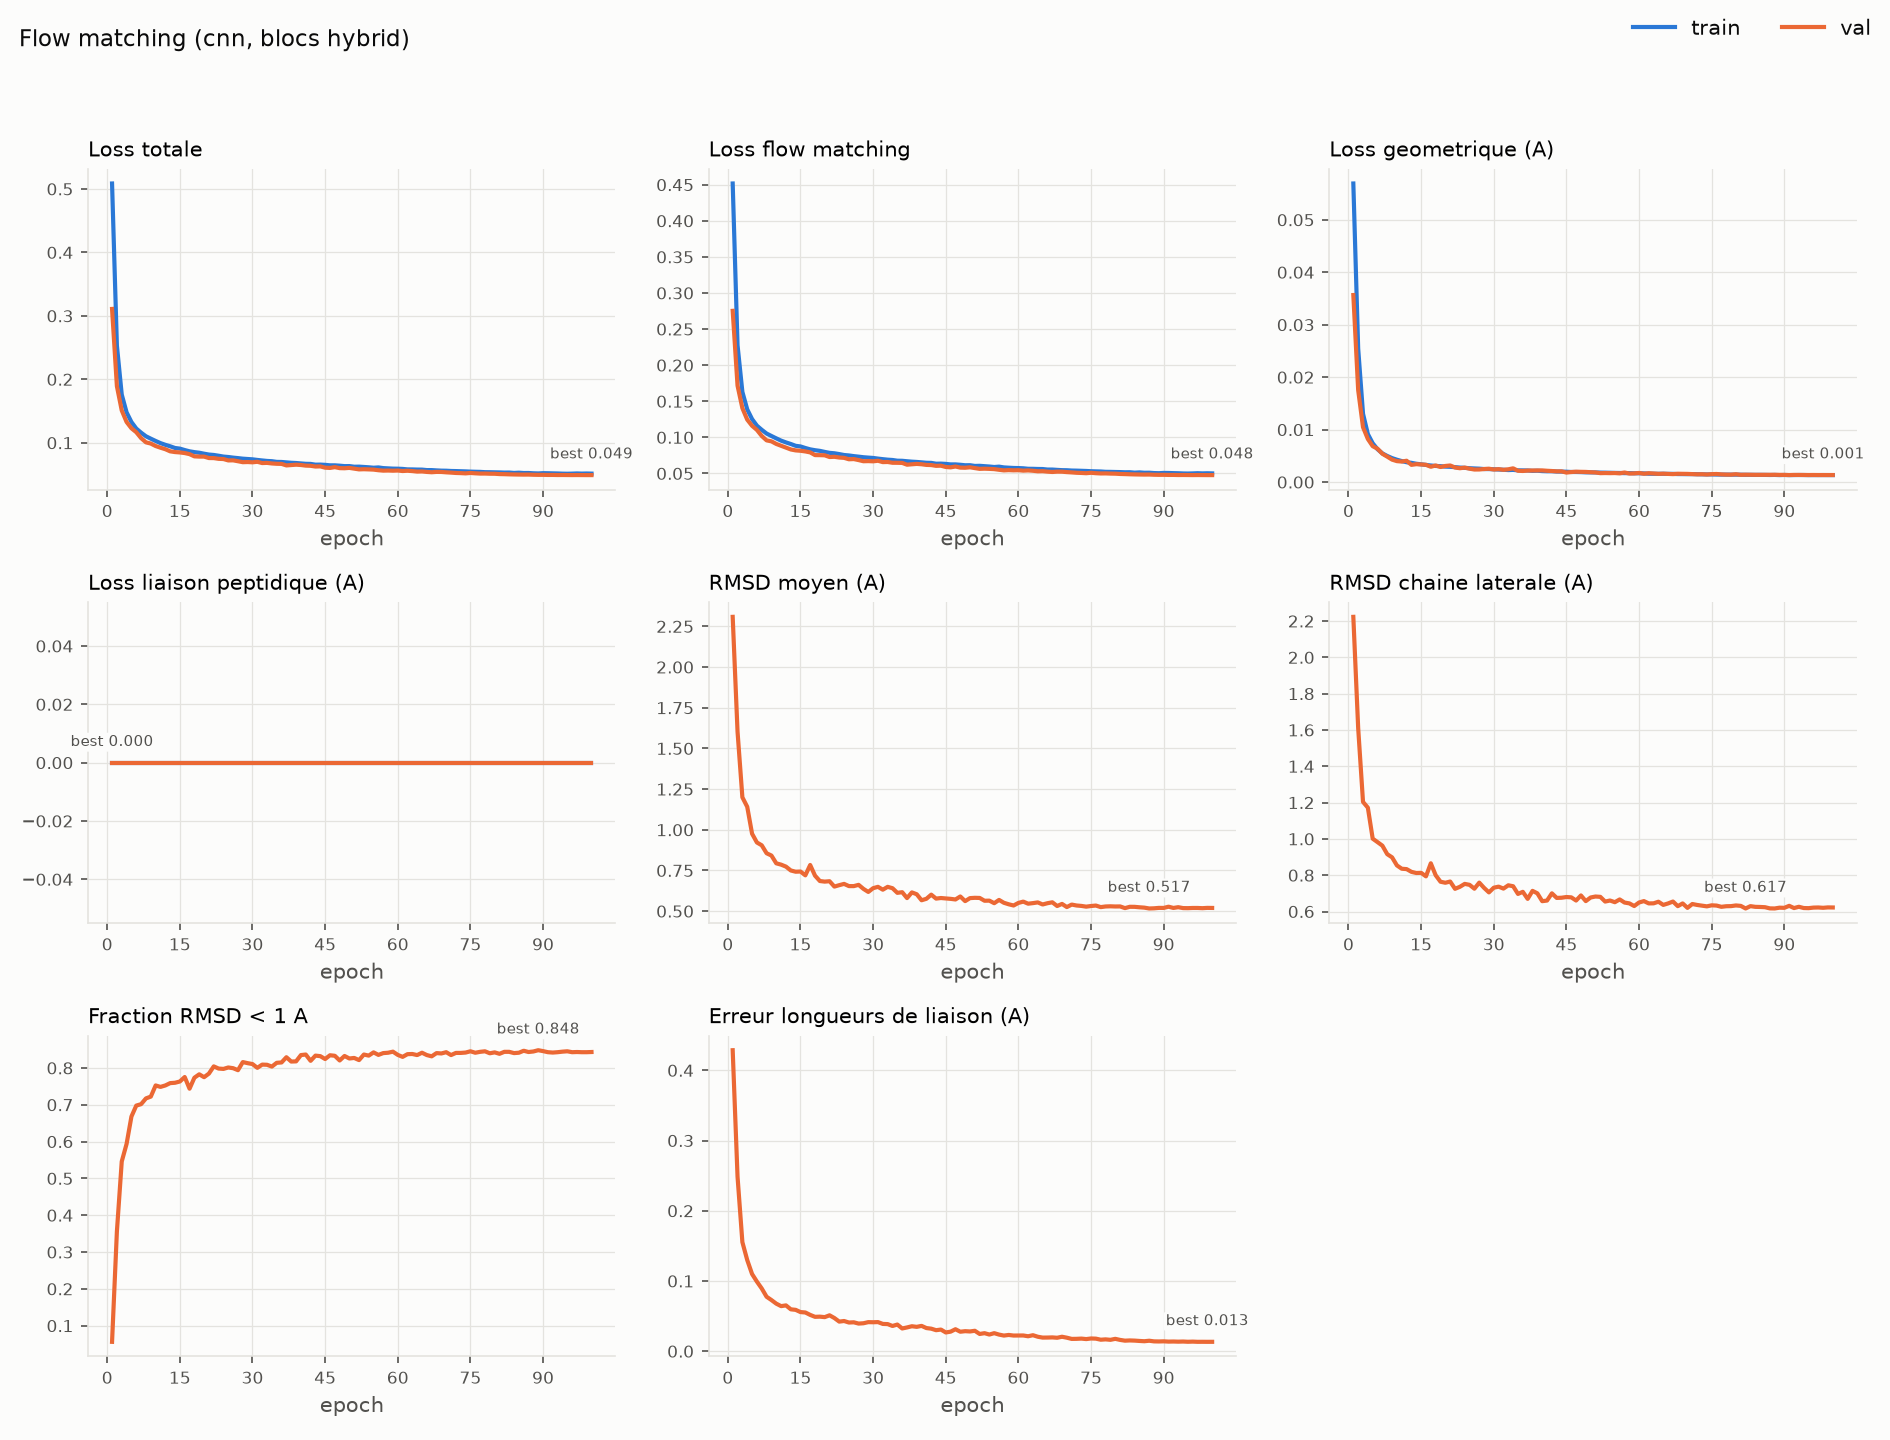 Flow matching (cnn, blocs hybrid)
train
val
Loss totale
0.5
0.4
0.3
0.2
0.1
best 0.049
0 15 30 45 60 75 90
epoch
Loss flow matching
0.45
0.40
0.35
0.30
0.25
0.20
0.15
0.10
0.05
best 0.048
0 15 30 45 60 75 90
epoch
Loss geometrique (A)
0.05
0.04
0.03
0.02
0.01
0.00
best 0.001
0 15 30 45 60 75 90
epoch
Loss liaison peptidique (A)
0.04
0.02
0.00
−0.02
−0.04
best 0.000
0 15 30 45 60 75 90
epoch
RMSD moyen (A)
2.25
2.00
1.75
1.50
1.25
1.00
0.75
0.50
best 0.517
0 15 30 45 60 75 90
epoch
RMSD chaine laterale (A)
2.2
2.0
1.8
1.6
1.4
1.2
1.0
0.8
0.6
best 0.617
0 15 30 45 60 75 90
epoch
Fraction RMSD < 1 A
best 0.848
0.8
0.7
0.6
0.5
0.4
0.3
0.2
0.1
0 15 30 45 60 75 90
epoch
Erreur longueurs de liaison (A)
0.4
0.3
0.2
0.1
0.0
best 0.013
0 15 30 45 60 75 90
epoch